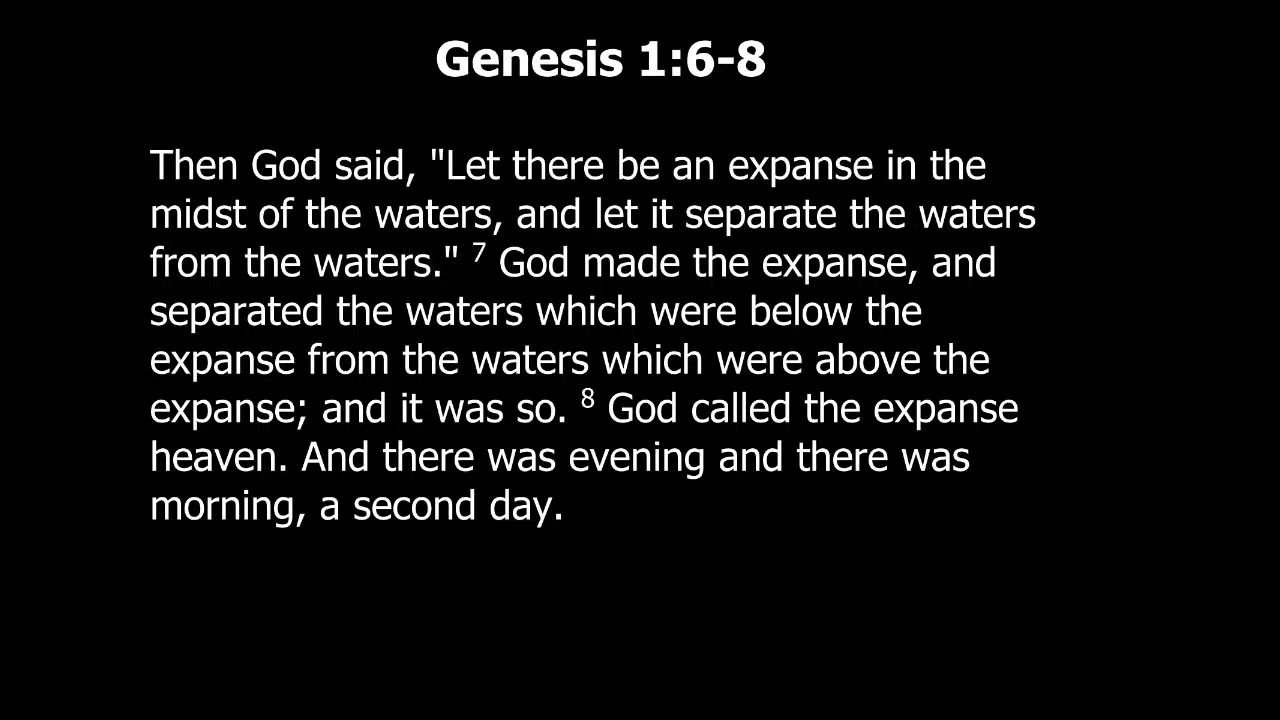 Genesis 1:6-8
Then God said, "Let there be an expanse in the
midst of the waters, and let it separate the waters
from the waters." 7 God made the expanse, and
separated the waters which were below the
expanse from the waters which were above the
expanse; and it was so. 8 God called the expanse
heaven. And there was evening and there was
morning, a second day.